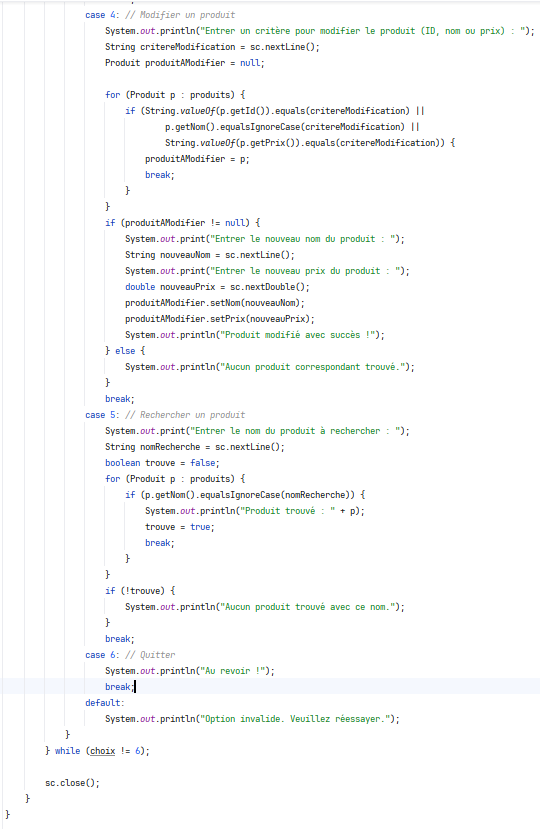 case 4: // Modifier un produit
System.out.println("Entrer un critère pour modifier le produit (ID, nom ou prix) : ");
String critereModification = sc.nextLine();
Produit produitAModifier = null;
for (Produit p : produits) {
if (String.valueOf(p.getId()).equals(critereModification) ||
p.getNom().equalsIgnoreCase(critereModification) ||
String.valueOf(p.getPrix()).equals(critereModification)) {
produitAModifier = p;
break;
}
}
if (produitAModifier != null) {
System.out.print("Entrer le nouveau nom du produit : ");
String nouveauNom = sc.nextLine();
System.out.print("Entrer le nouveau prix du produit : ");
double nouveauPrix = sc.nextDouble();
produitAModifier.setNom(nouveauNom);
produitAModifier.setPrix(nouveauPrix);
System.out.println("Produit modifié avec succès !");
} else {
System.out.println("Aucun produit correspondant trouvé.");
}
break;
case 5: // Rechercher un produit
System.out.print("Entrer le nom du produit à rechercher : ");
String nomRecherche = sc.nextLine();
boolean trouve = false;
for (Produit p : produits) {
if (p.getNom().equalsIgnoreCase(nomRecherche)) {
System.out.println("Produit trouvé : " + p);
trouve = true;
break;
}
}
if (!trouve) {
System.out.println("Aucun produit trouvé avec ce nom.");
}
break;
case 6: // Quitter
System.out.println("Au revoir !");
break;
default:
System.out.println("Option invalide. Veuillez réessayer.");
}
} while (choix != 6);
sc.close();
}
}